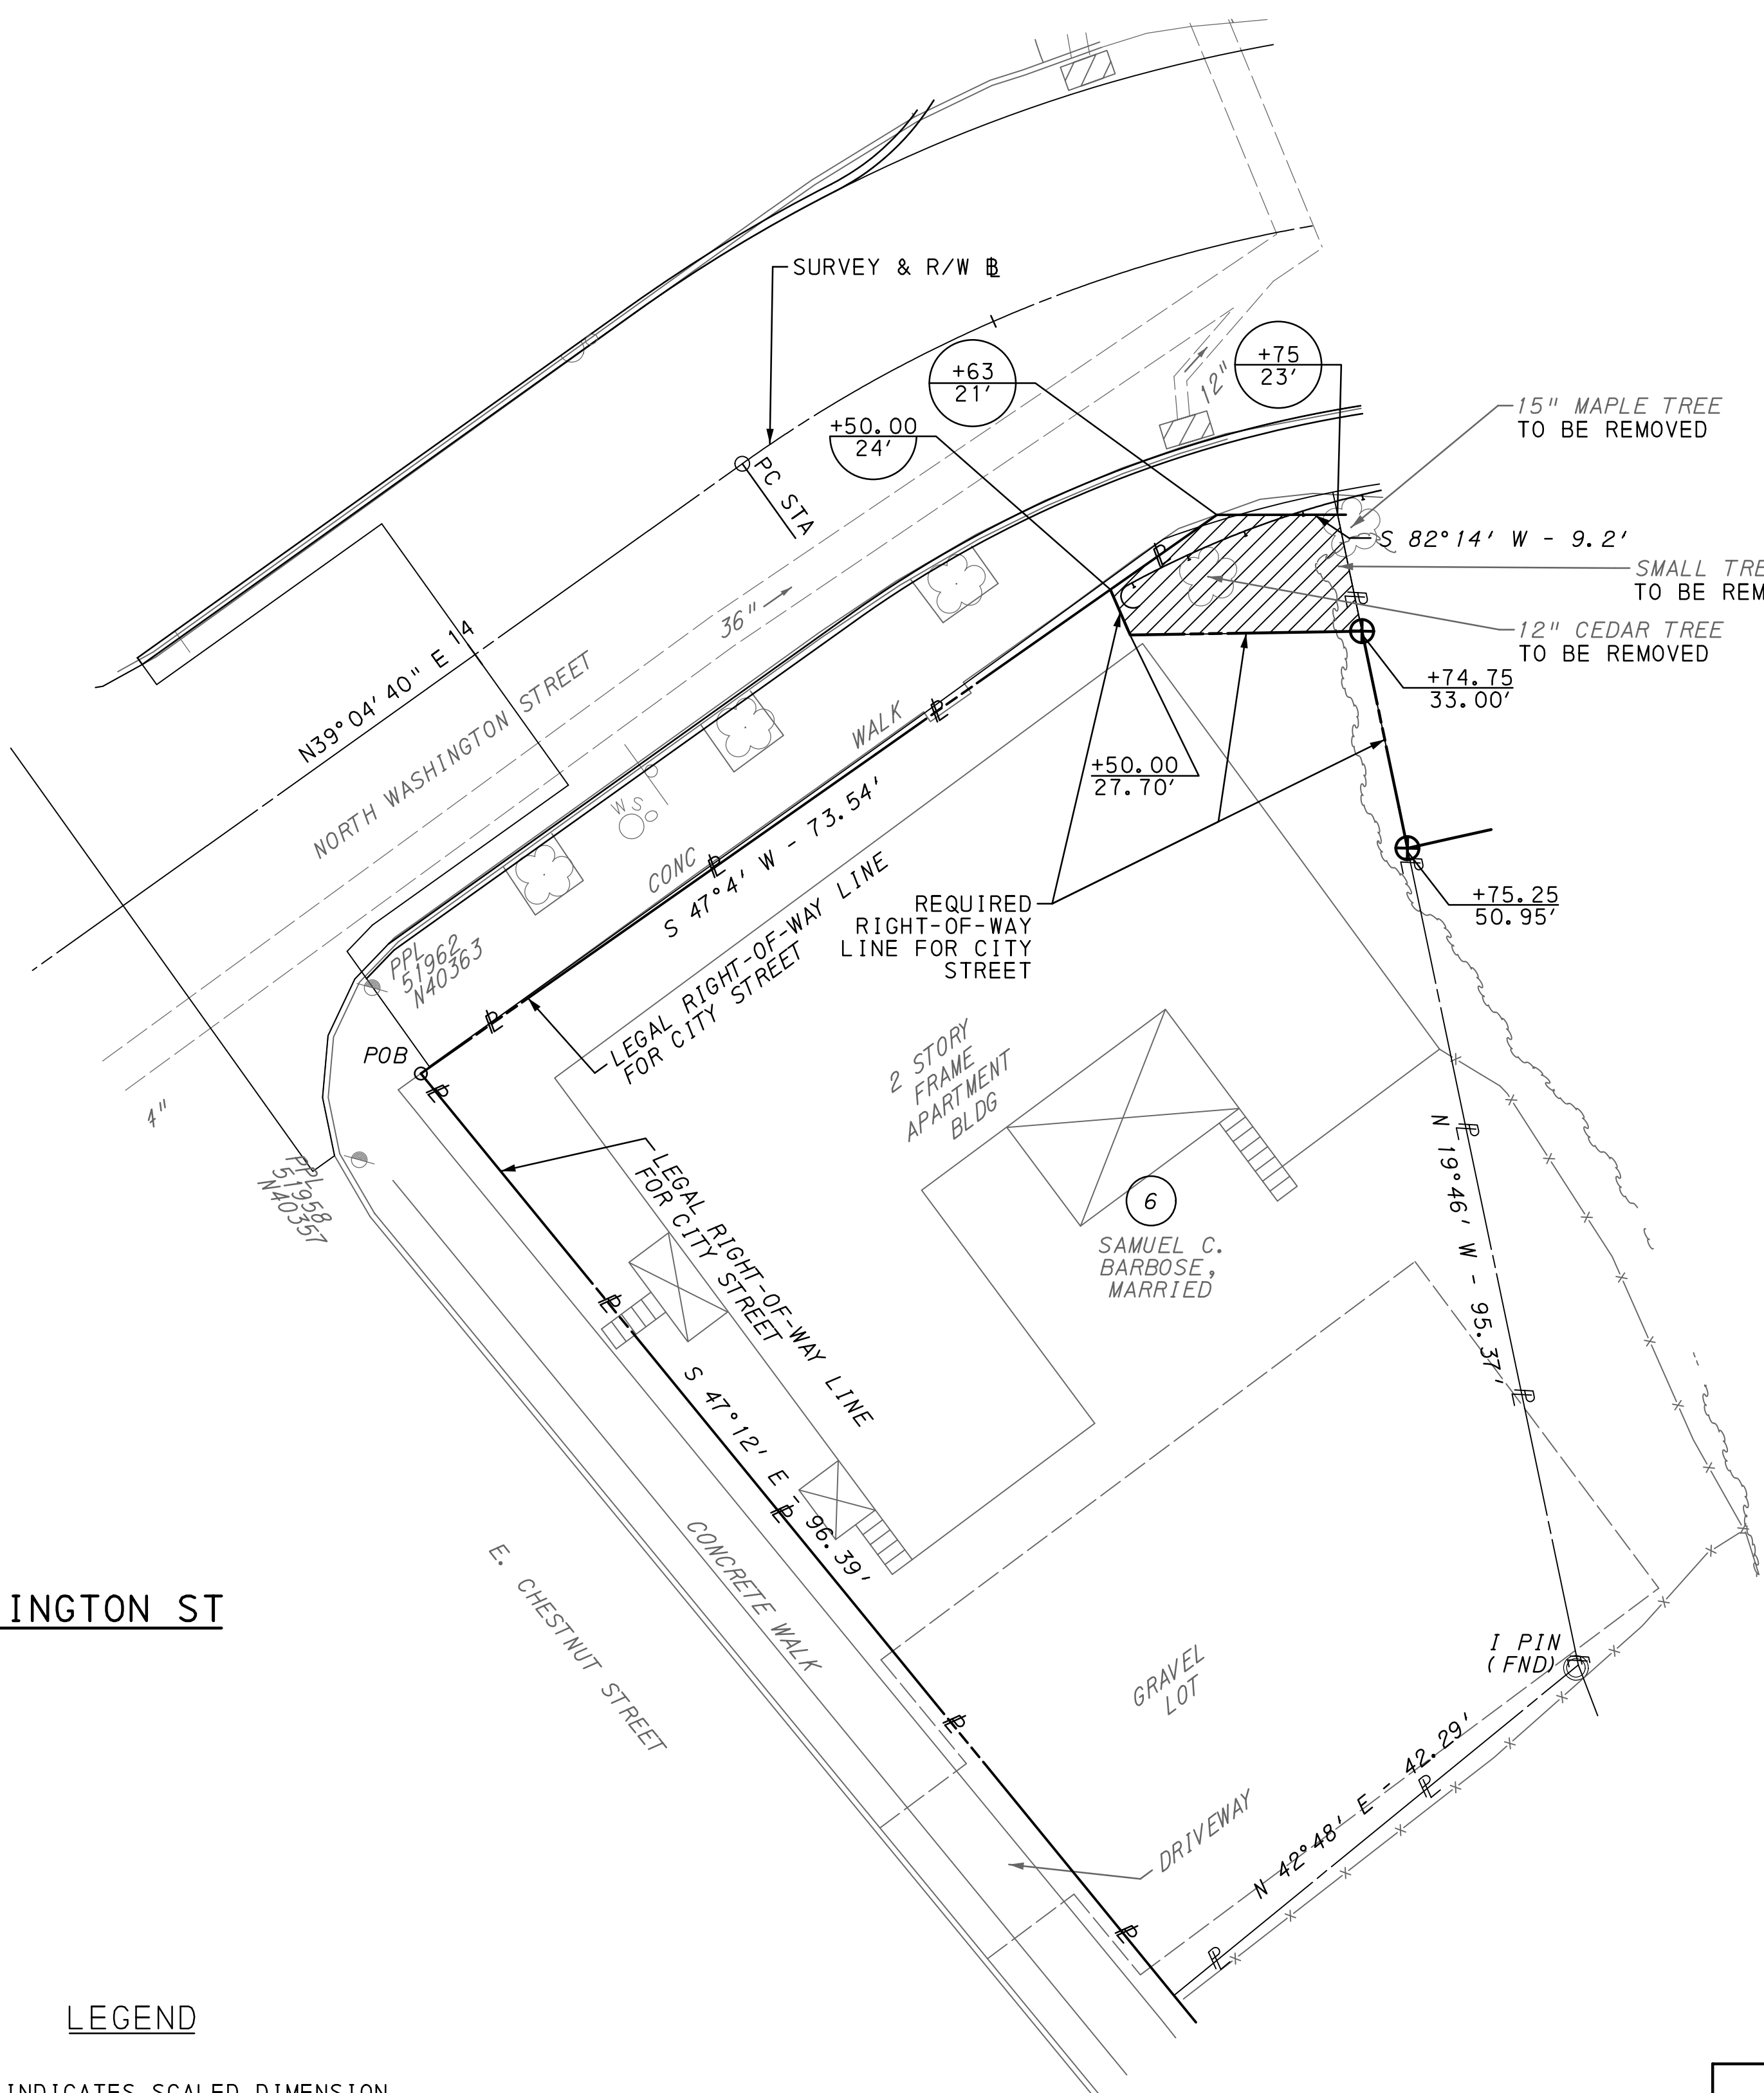 SURVEY & R/W BL
+63
21'
+75
23'
+50.00
24'
12"
15" MAPLE TREE
TO BE REMOVED
PC STA
S 82°14' W - 9.2'
SMALL
TO BE
36"
12" CEDAR TREE
TO BE REMOVED
N39°04'40" E 14
NORTH WASHINGTON STREET
+74.75
33.00'
CONC WALK
+50.00
27.70'
S 47°4' W - 73.54'
REQUIRED
RIGHT-OF-WAY
LINE FOR CITY
STREET
+75.25
50.95'
PPL
51962
N40363
WS
LEGAL RIGHT-OF-WAY LINE
FOR CITY STREET
POB
2 STORY
FRAME
APARTMENT
BLDG
PPL
51958
N40357
LEGAL RIGHT-OF-WAY LINE
FOR CITY STREET
6
SAMUEL C.
BARBOSE,
MARRIED
N 19°46' W - 95.37'
S 47°12' E - 96.39'
CONCRETE WALK
E. CHESTNUT STREET
INGTON ST
I PIN
(FND)
GRAVEL
LOT
N 42°48' E - 42.29'
DRIVEWAY
LEGEND
INDICATES SCALED DIMENSION